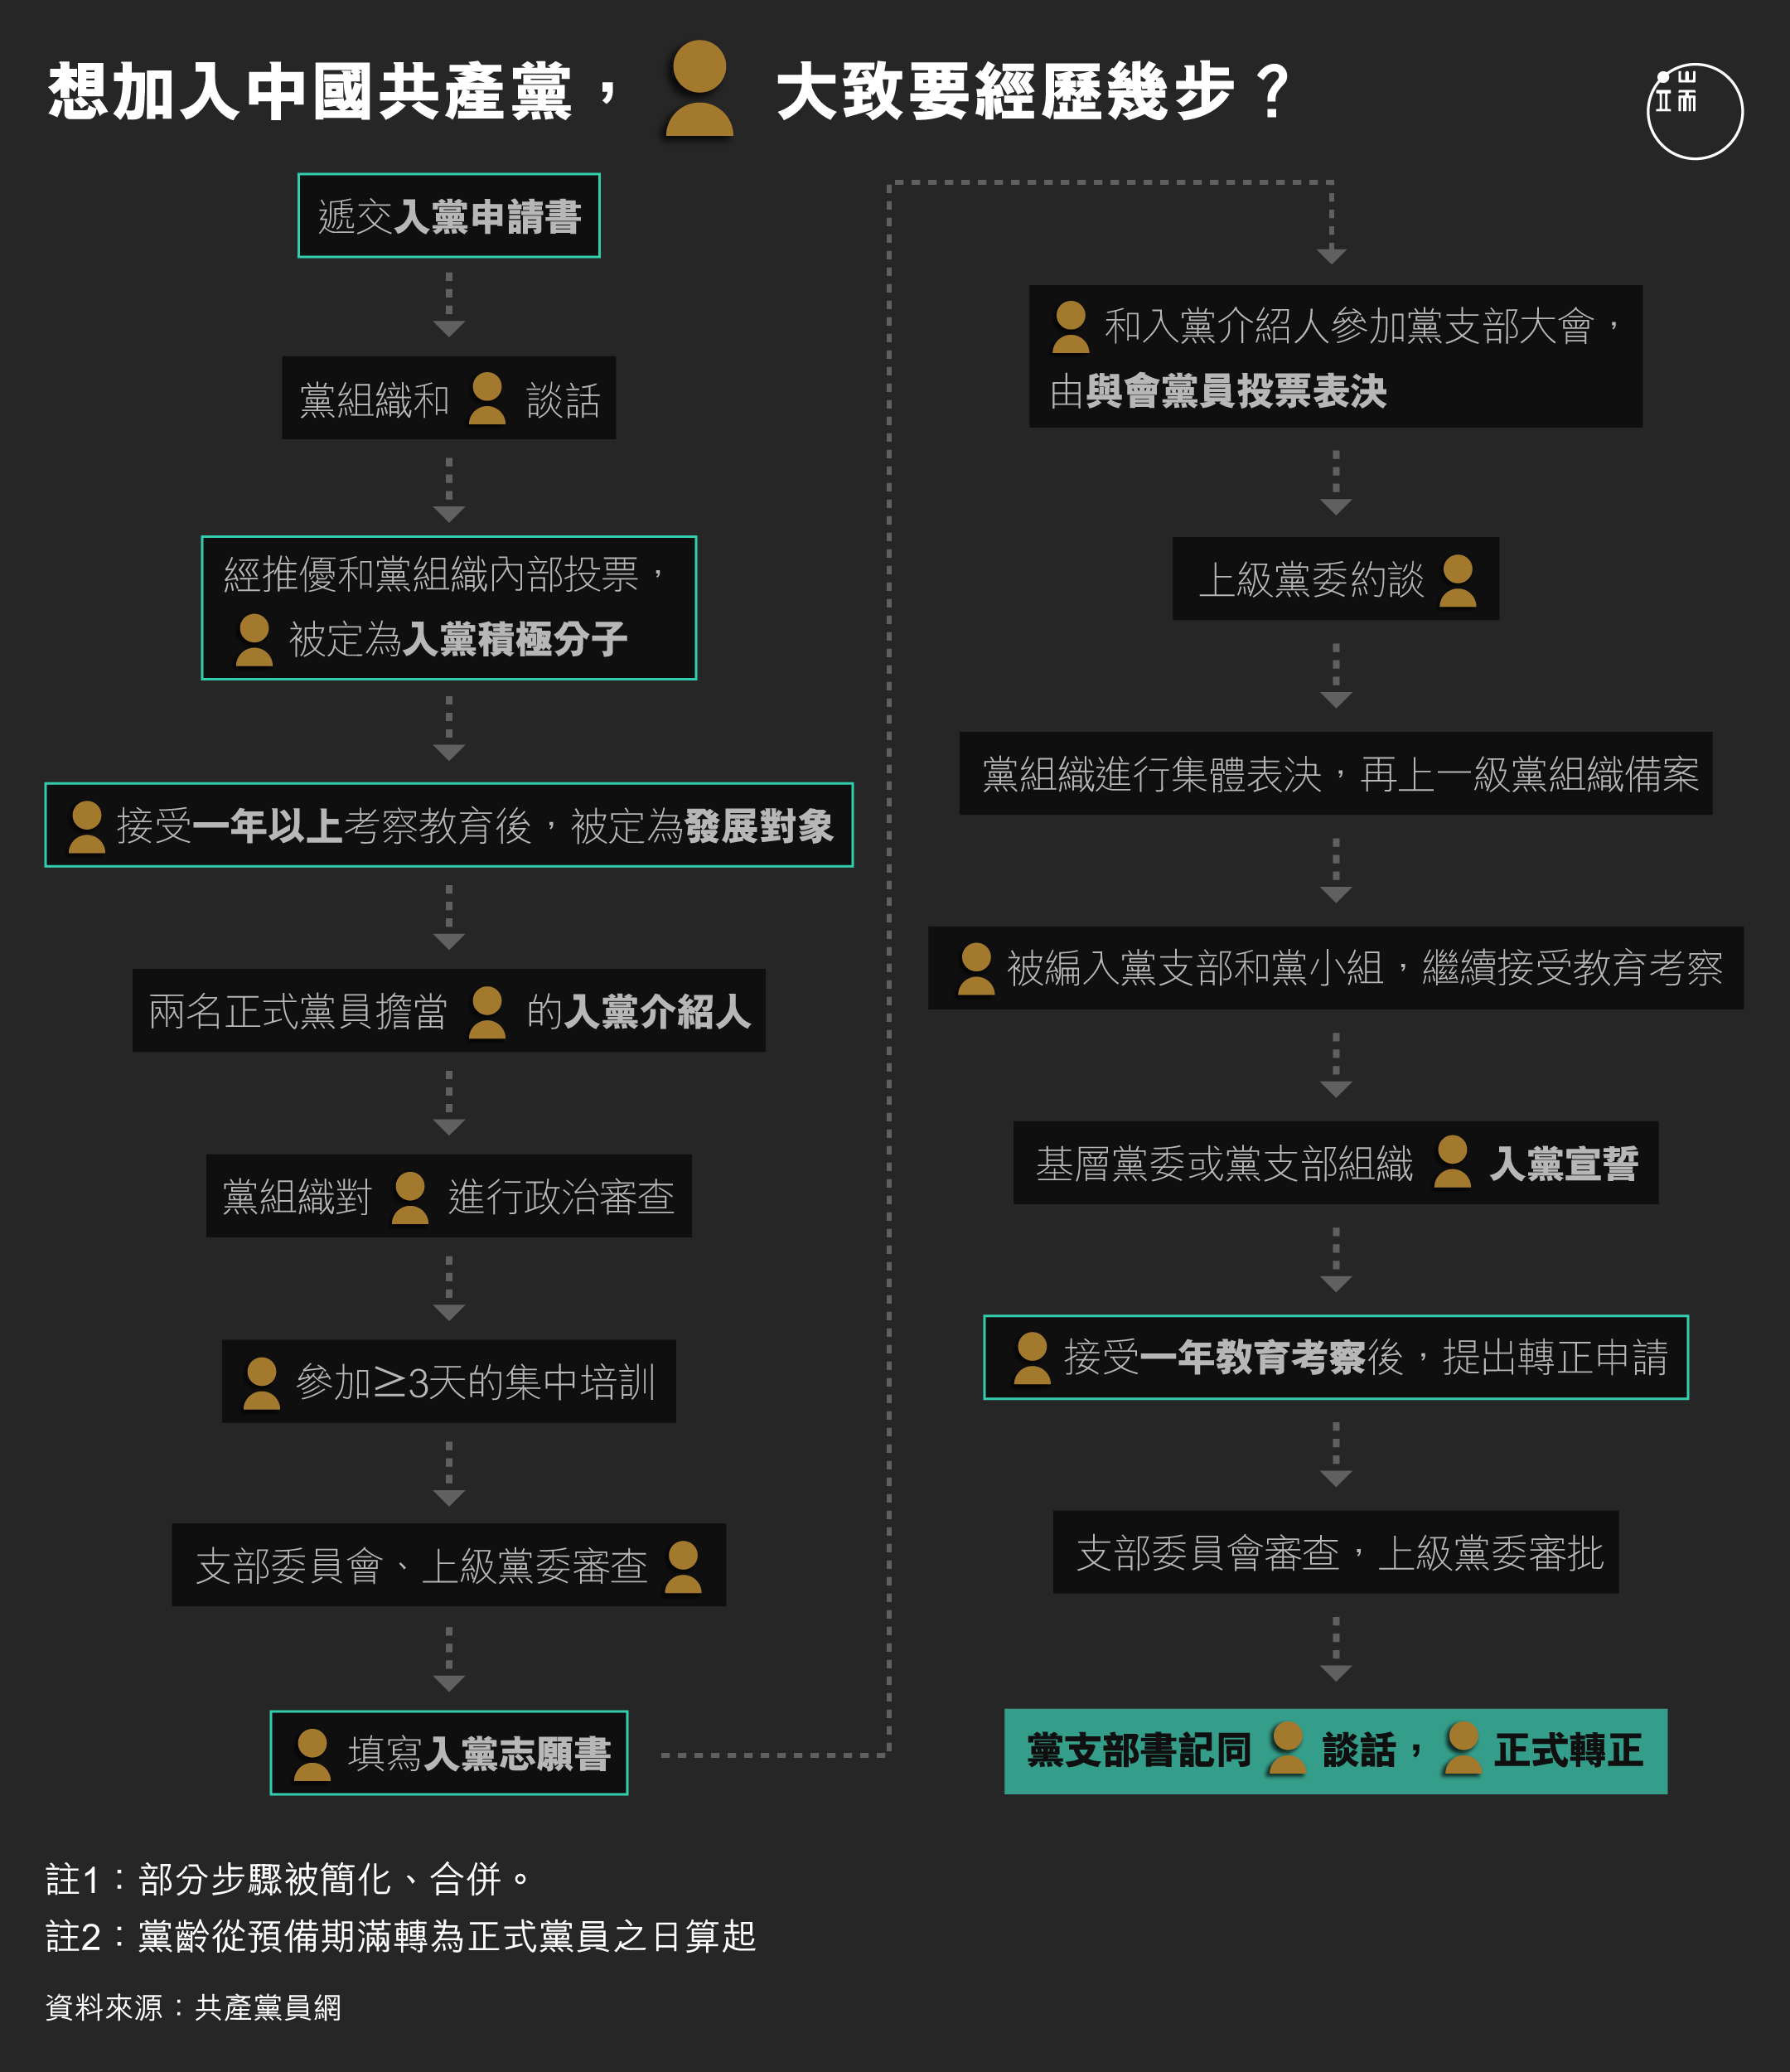 想加入中國共產黨，大致要經歷幾步？
端
遞交入黨申請書
黨組織和談話
經推優和黨組織內部投票，
被定為入黨積極分子
接受一年以上考察教育後，被定為發展對象
兩名正式黨員擔當的入黨介紹人
黨組織對進行政治審查
參加≥3天的集中培訓
支部委員會、上級黨委審查
填寫入黨志願書
和入黨介紹人參加黨支部大會，
由與會黨員投票表決
上級黨委約談
黨組織進行集體表決，再上一級黨組織備案
被編入黨支部和黨小組，繼續接受教育考察
基層黨委或黨支部組織入黨宣誓
接受一年教育考察後，提出轉正申請
支部委員會審查，上級黨委審批
黨支部書記同談話，正式轉正
註1：部分步驟被簡化、合併。
註2：黨齡從預備期滿轉為正式黨員之日算起
資料來源：共產黨員網